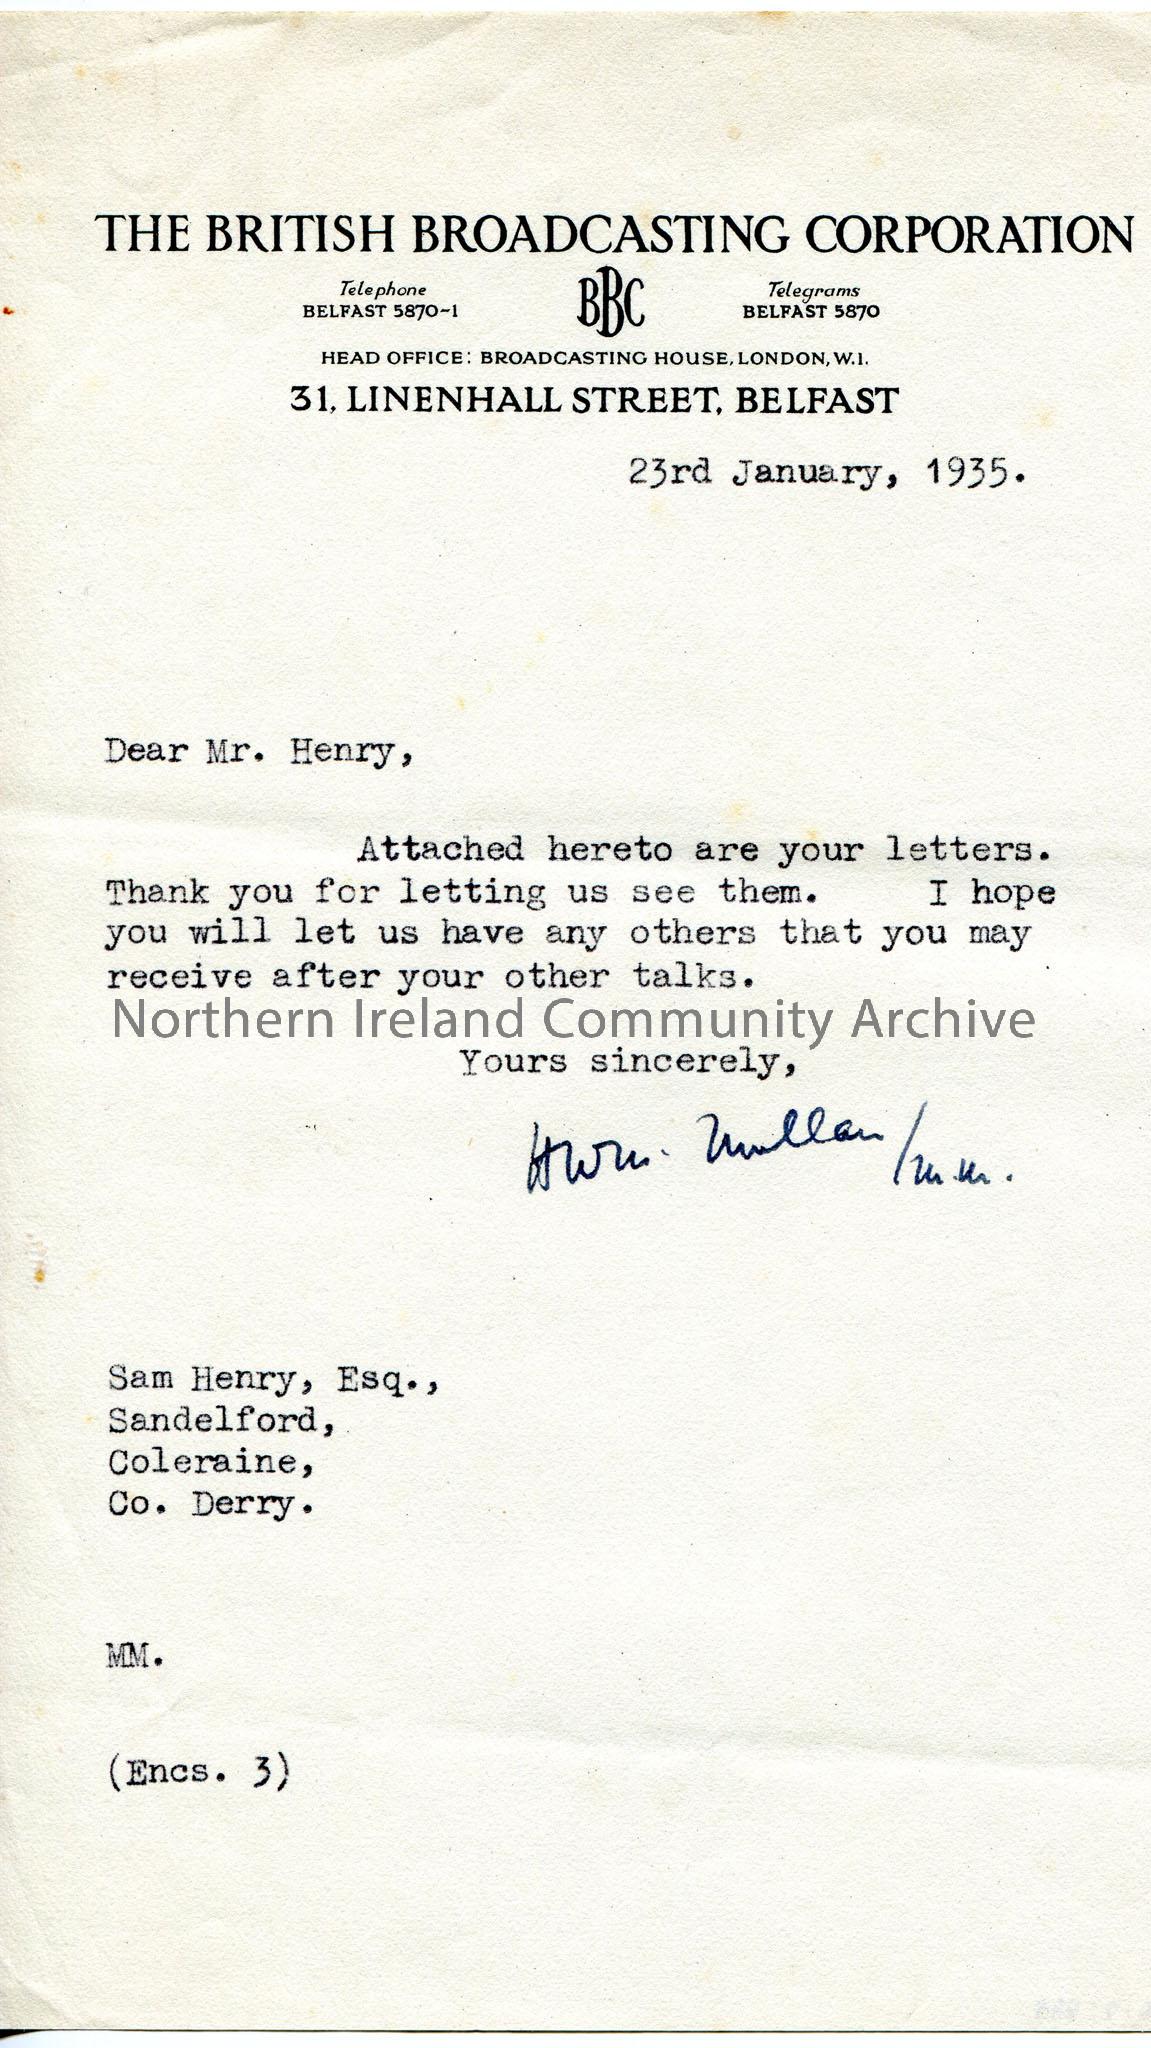 THE BRITISH BROADCASTING CORPORATION
Telephone
BELFAST 5870-1
BBC
Telegrams
BELFAST 5870
HEAD OFFICE: BROADCASTING HOUSE, LONDON, W.1.
31, LINENHALL STREET, BELFAST
23rd January, 1935.
Dear Mr. Henry,
Attached hereto are your letters.
Thank you for letting us see them. I hope
you will let us have any others that you may
receive after your other talks.
Northern Ireland Community Archive
Yours sincerely,
Mullan/m.m.
Sam Henry, Esq.,
Sandelford,
Coleraine,
Co. Derry.
MM.
(Encs. 3)